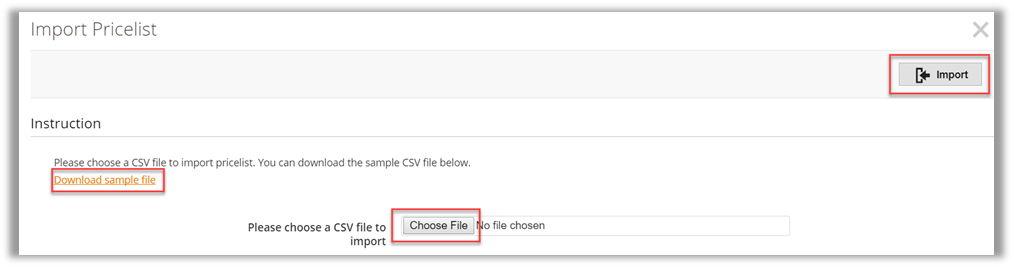 Import Pricelist
Import
Instruction
Please choose a CSV file to import pricelist. You can download the sample CSV file below.
Download sample file
Please choose a CSV file to import
Choose File No file chosen